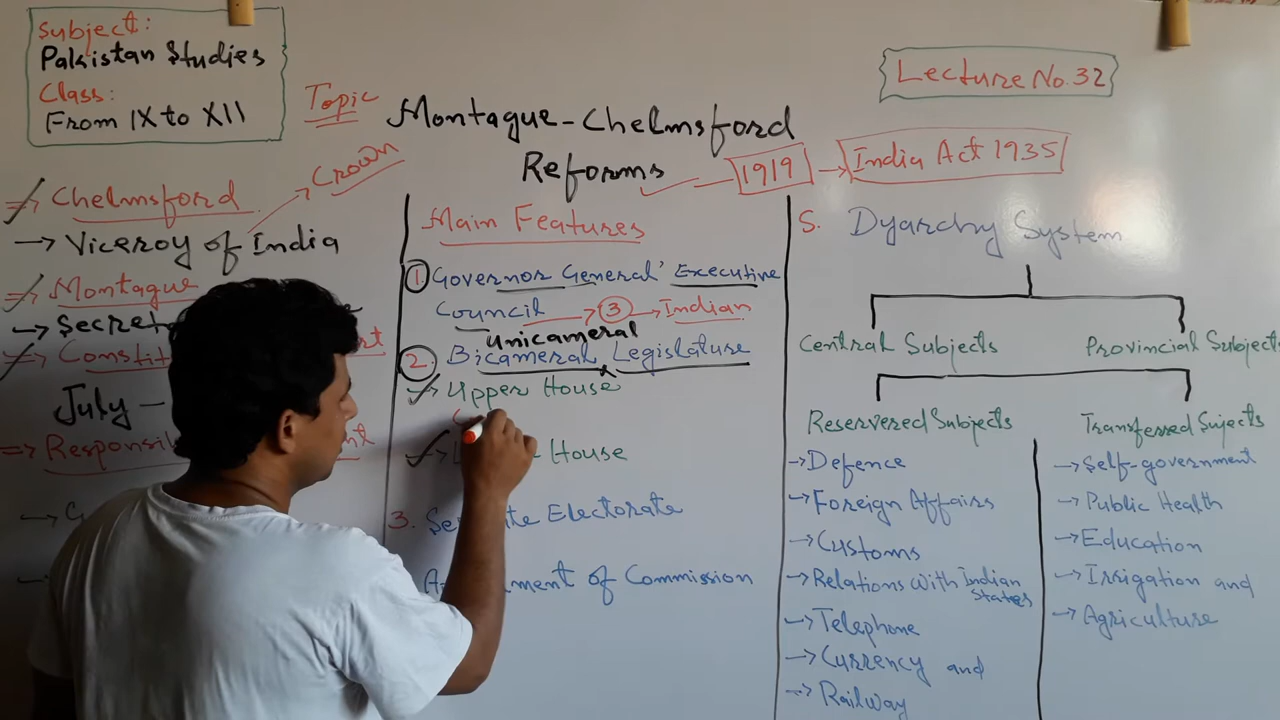 Subject:
Pakistan Studies
Class:
From IX to XII
Lecture No. 32
Topic
Montague-Chelmsford
Reforms
1919 → India Act 1935
⇒ Chelmsford
Crown
→ Viceroy of India
⇒ Montague
→ Secret
⇒ Constit
July -
⇒ Responsi
Main Features
1. Governor General' Executive
Council → 3 → Indian
Unicameral
2. Bicameral Legislature
→ Upper House
→ House
3. Electorate
of Commission
5. Dyarchy System
Central Subjects
Provincial Subject
Reservered Subjects
→ Defence
→ Foreign Affairs
→ Customs
→ Relations with Indian
States
→ Telephone
→ Currency and
→ Railway
Transfered Sujects
→ Self-government
→ Public Health
→ Education
→ Irrigation and
→ Agriculture